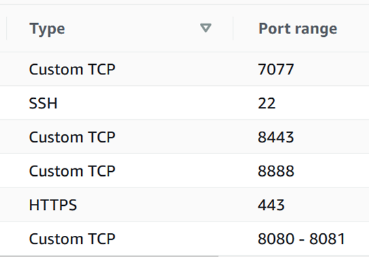 Type Port range
Custom TCP 7077
SSH 22
Custom TCP 8443
Custom TCP 8888
HTTPS 443
Custom TCP 8080 - 8081